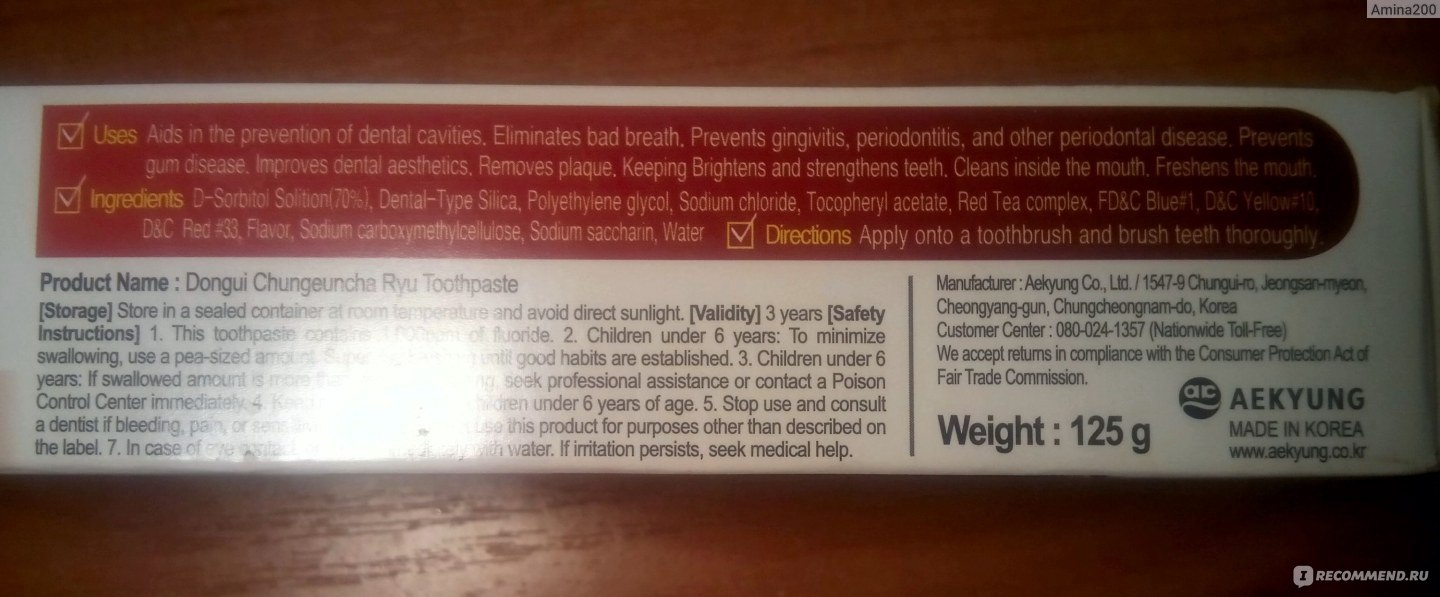 Amina200
Uses Aids in the prevention of dental cavities. Eliminates bad breath. Prevents gingivitis, periodontitis, and other periodontal disease. Prevents
gum disease. Improves dental aesthetics. Removes plaque. Keeping Brightens and strengthens teeth. Cleans inside the mouth. Freshens the mouth.
Ingredients D-Sorbitol Solition(70%), Dental-Type Silica, Polyethylene glycol, Sodium chloride, Tocopheryl acetate, Red Tea complex, FD&C Blue#1, D&C Yellow#10,
D&C Red #33, Flavor, Sodium carboxymethylcellulose, Sodium saccharin, Water Directions Apply onto a toothbrush and brush teeth thoroughly.
Product Name : Dongui Chungeuncha Ryu Toothpaste
[Storage] Store in a sealed container at room temperature and avoid direct sunlight. [Validity] 3 years [Safety
Instructions] 1. This toothpaste contains of fluoride. 2. Children under 6 years: To minimize
swallowing, use a pea-sized amount until good habits are established. 3. Children under 6
years: If swallowed amount is more seek professional assistance or contact a Poison
Control Center immediately. 4. Keep children under 6 years of age. 5. Stop use and consult
a dentist if bleeding, pain, or use this product for purposes other than described on
the label. 7. In case of eye contact with water. If irritation persists, seek medical help.
Manufacturer : Aekyung Co., Ltd. / 1547-9 Chungui-ro, Jeongsan-myeon,
Cheongyang-gun, Chungcheongnam-do, Korea
Customer Center : 080-024-1357 (Nationwide Toll-Free)
We accept returns in compliance with the Consumer Protection Act of
Fair Trade Commission.
Weight : 125 g
AEKYUNG
MADE IN KOREA
www.aekyung.co.kr
IRECOMMEND.RU